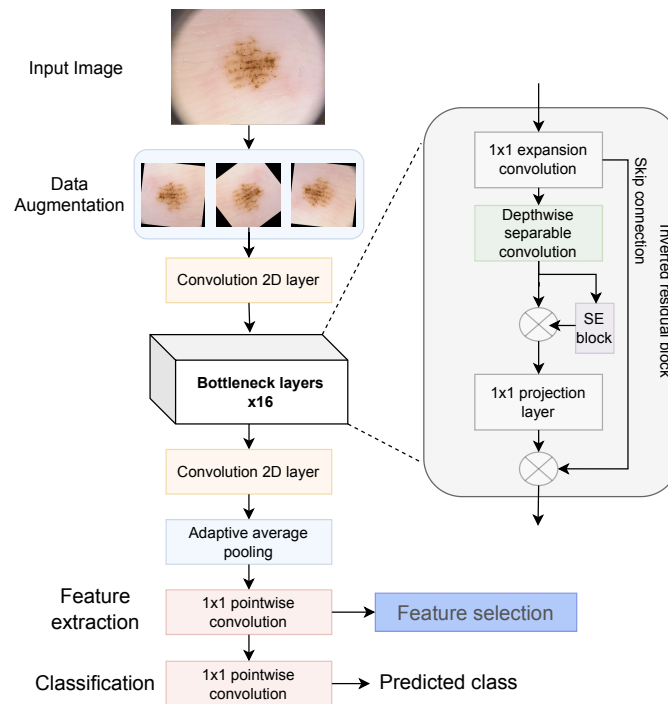 Input Image
Data
Augmentation
Convolution 2D layer
Bottleneck layers
x16
Convolution 2D layer
Adaptive average
pooling
Feature
extraction
1x1 pointwise
convolution
Feature selection
Classification
1x1 pointwise
convolution
Predicted class
1x1 expansion
convolution
Depthwise
separable
convolution
SE
block
1x1 projection
layer
Skip connection
Inverted residual block